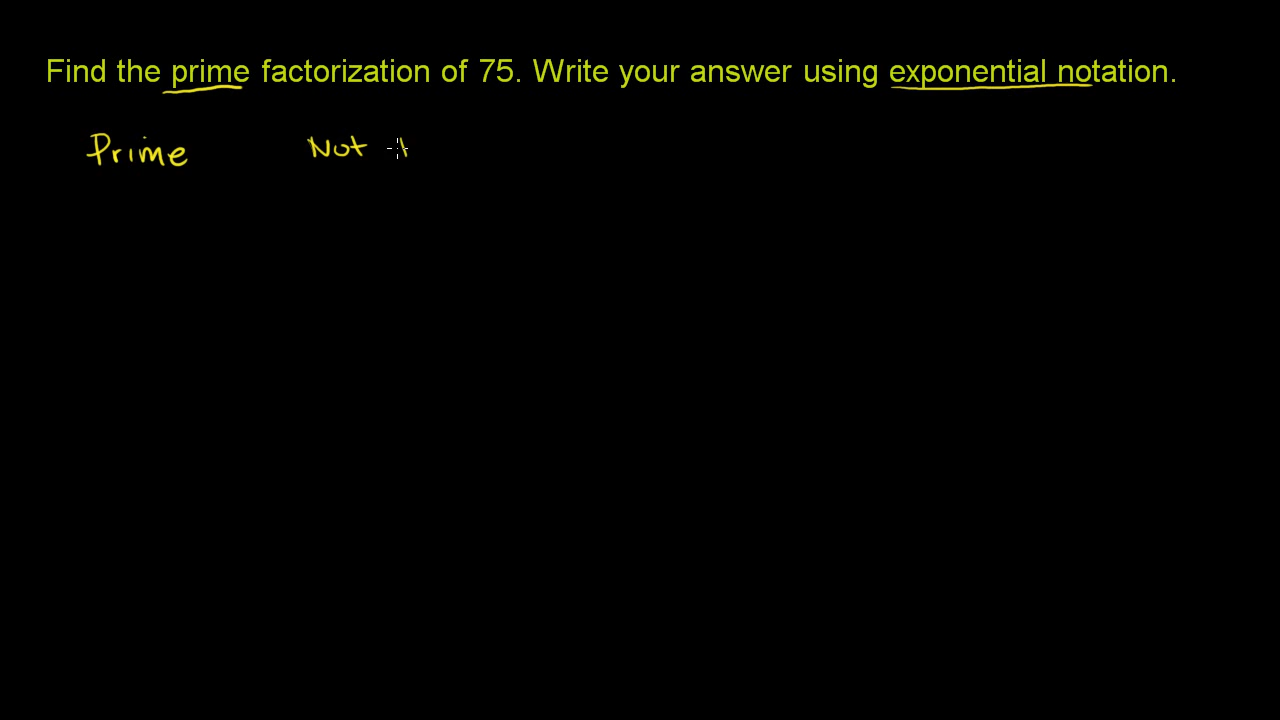 Find the prime factorization of 75. Write your answer using exponential notation.
Prime Not